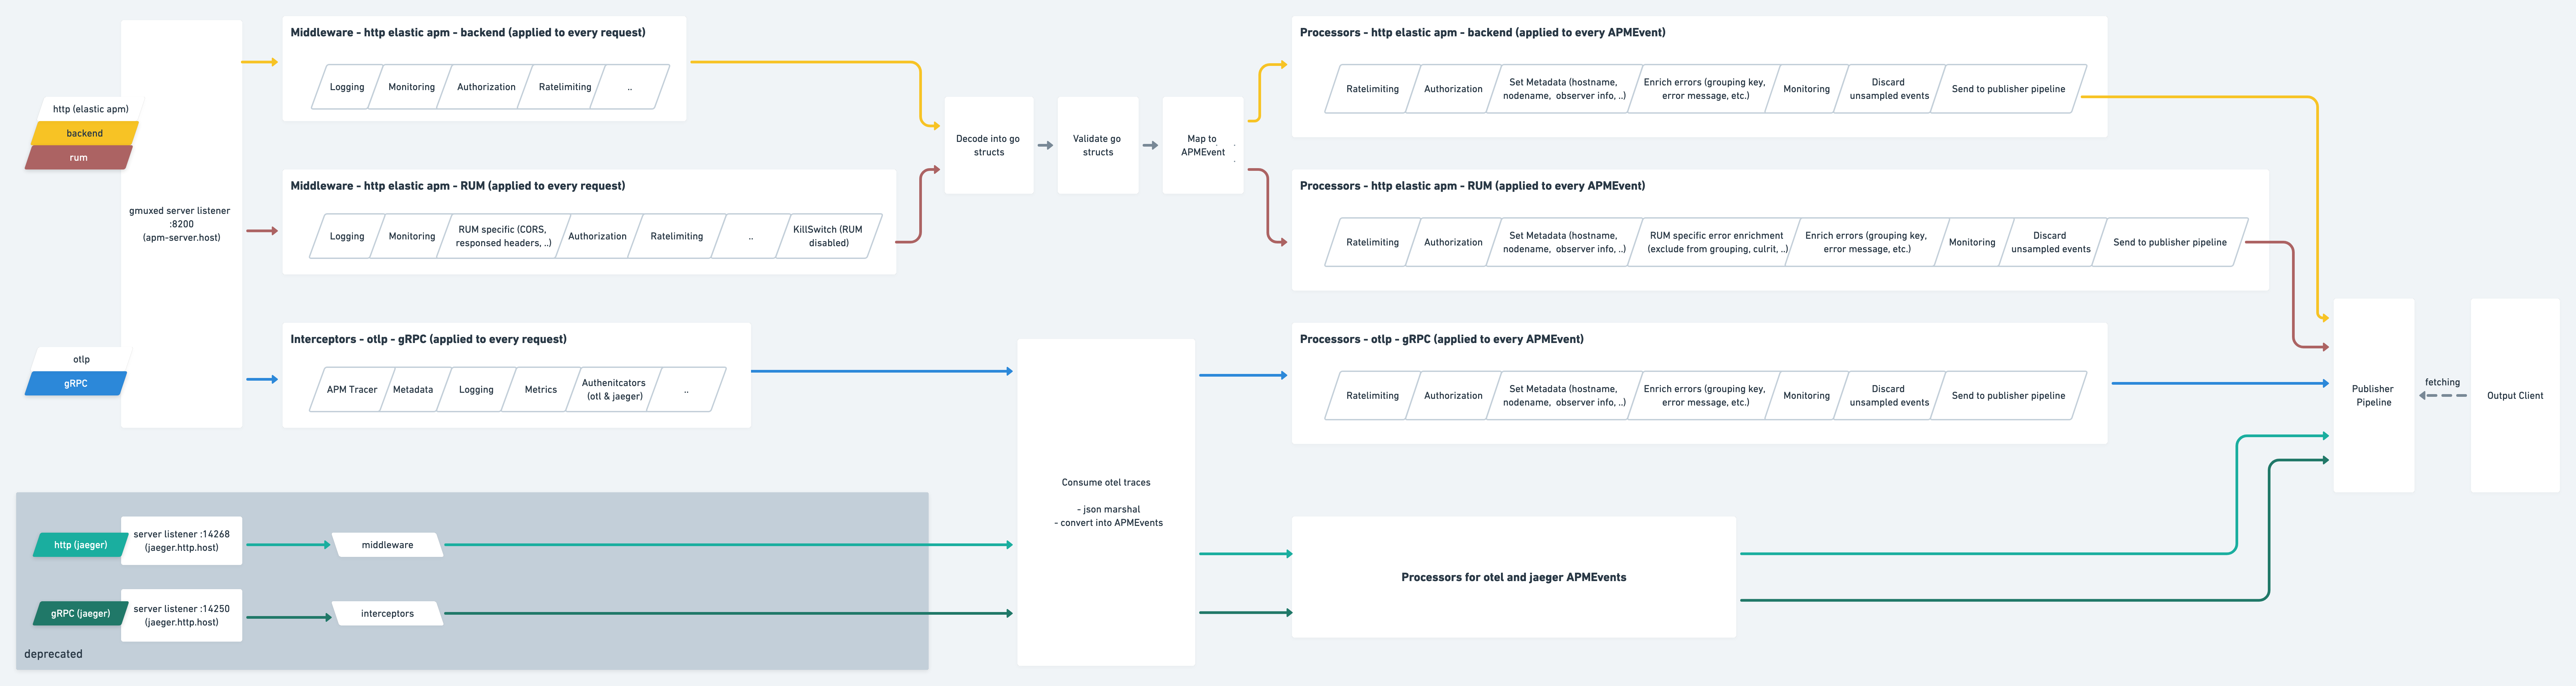 http (elastic apm)
backend
rum
gmuxed server listener
:8200
(apm-server.host)
otlp
gRPC
Middleware - http elastic apm - backend (applied to every request)
Logging
Monitoring
Authorization
Ratelimiting
..
Middleware - http elastic apm - RUM (applied to every request)
Logging
Monitoring
RUM specific (CORS,
responsed headers, ..)
Authorization
Ratelimiting
..
KillSwitch (RUM
disabled)
Interceptors - otlp - gRPC (applied to every request)
APM Tracer
Metadata
Logging
Metrics
Authenitcators
(otl & jaeger)
..
Decode into go
structs
Validate go
structs
Map to
APMEvent
Processors - http elastic apm - backend (applied to every APMEvent)
Ratelimiting
Authorization
Set Metadata (hostname,
nodename,  observer info, ..)
Enrich errors (grouping key,
error message, etc.)
Monitoring
Discard
unsampled events
Send to publisher pipeline
Processors - http elastic apm - RUM (applied to every APMEvent)
Ratelimiting
Authorization
Set Metadata (hostname,
nodename,  observer info, ..)
RUM specific error enrichment
(exclude from grouping, culrit, ..)
Enrich errors (grouping key,
error message, etc.)
Monitoring
Discard
unsampled events
Send to publisher pipeline
Processors - otlp - gRPC (applied to every APMEvent)
Ratelimiting
Authorization
Set Metadata (hostname,
nodename,  observer info, ..)
Enrich errors (grouping key,
error message, etc.)
Monitoring
Discard
unsampled events
Send to publisher pipeline
Publisher
Pipeline
fetching
Output Client
http (jaeger)
server listener :14268
(jaeger.http.host)
middleware
gRPC (jaeger)
server listener :14250
(jaeger.http.host)
interceptors
deprecated
Consume otel traces
- json marshal
- convert into APMEvents
Processors for otel and jaeger APMEvents